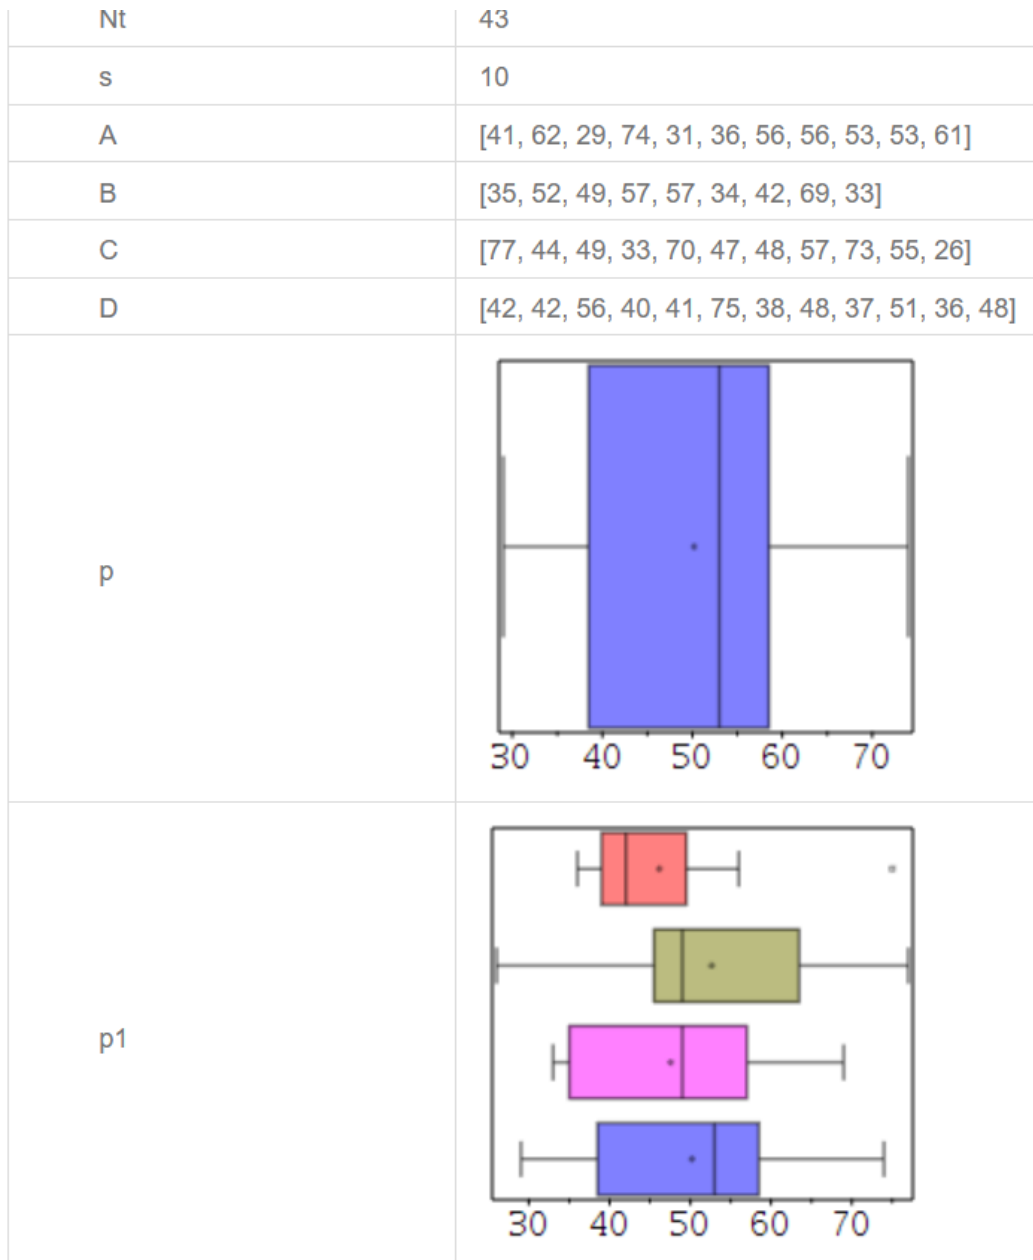 Nt 43
s 10
A [41, 62, 29, 74, 31, 36, 56, 56, 53, 53, 61]
B [35, 52, 49, 57, 57, 34, 42, 69, 33]
C [77, 44, 49, 33, 70, 47, 48, 57, 73, 55, 26]
D [42, 42, 56, 40, 41, 75, 38, 48, 37, 51, 36, 48]
p
30 40 50 60 70
p1
30 40 50 60 70